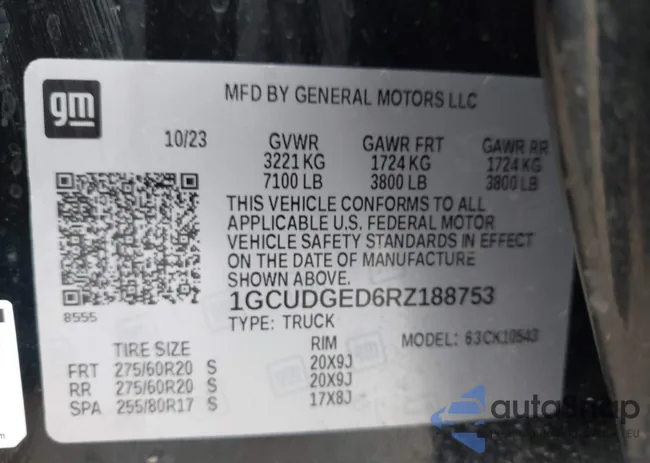 gm
MFD BY GENERAL MOTORS LLC
10/23 GVWR GAWR FRT GAWR RR
3221 KG 1724 KG 1724 KG
7100 LB 3800 LB 3800 LB
THIS VEHICLE CONFORMS TO ALL
APPLICABLE U.S. FEDERAL MOTOR
VEHICLE SAFETY STANDARDS IN EFFECT
ON THE DATE OF MANUFACTURE
SHOWN ABOVE.
1GCUDGED6RZ188753
8555
TYPE: TRUCK MODEL: 63CK10543
TIRE SIZE RIM
FRT 275/60R20 S 20X9J
RR 275/60R20 S 20X9J
SPA 255/80R17 S 17X8J
autoSnap
EU
m